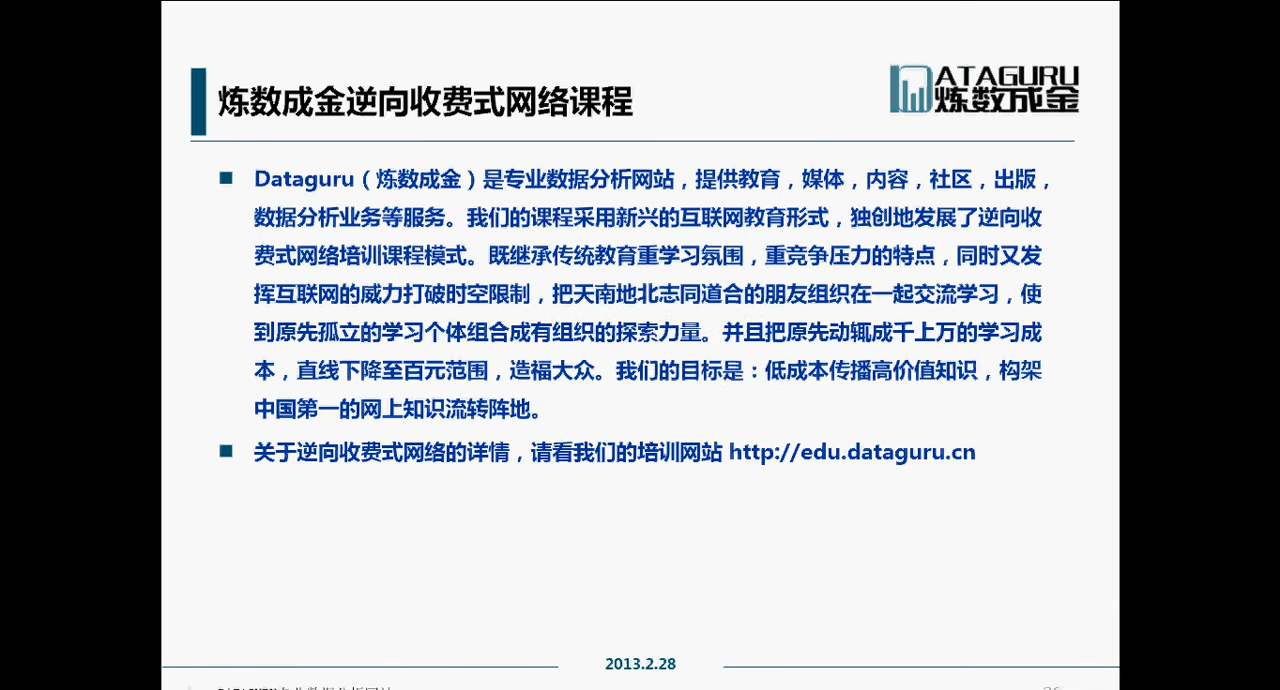 炼数成金逆向收费式网络课程
ATAGURU
炼数成金
Dataguru（炼数成金）是专业数据分析网站，提供教育，媒体，内容，社区，出版，
数据分析业务等服务。我们的课程采用新兴的互联网教育形式，独创地发展了逆向收
费式网络培训课程模式。既继承传统教育重学习氛围，重竞争压力的特点，同时又发
挥互联网的威力打破时空限制，把天南地北志同道合的朋友组织在一起交流学习，使
到原先孤立的学习个体组合成有组织的探索力量。并且把原先动辄成千上万的学习成
本，直线下降至百元范围，造福大众。我们的目标是：低成本传播高价值知识，构架
中国第一的网上知识流转阵地。
关于逆向收费式网络的详情，请看我们的培训网站 http://edu.dataguru.cn
2013.2.28